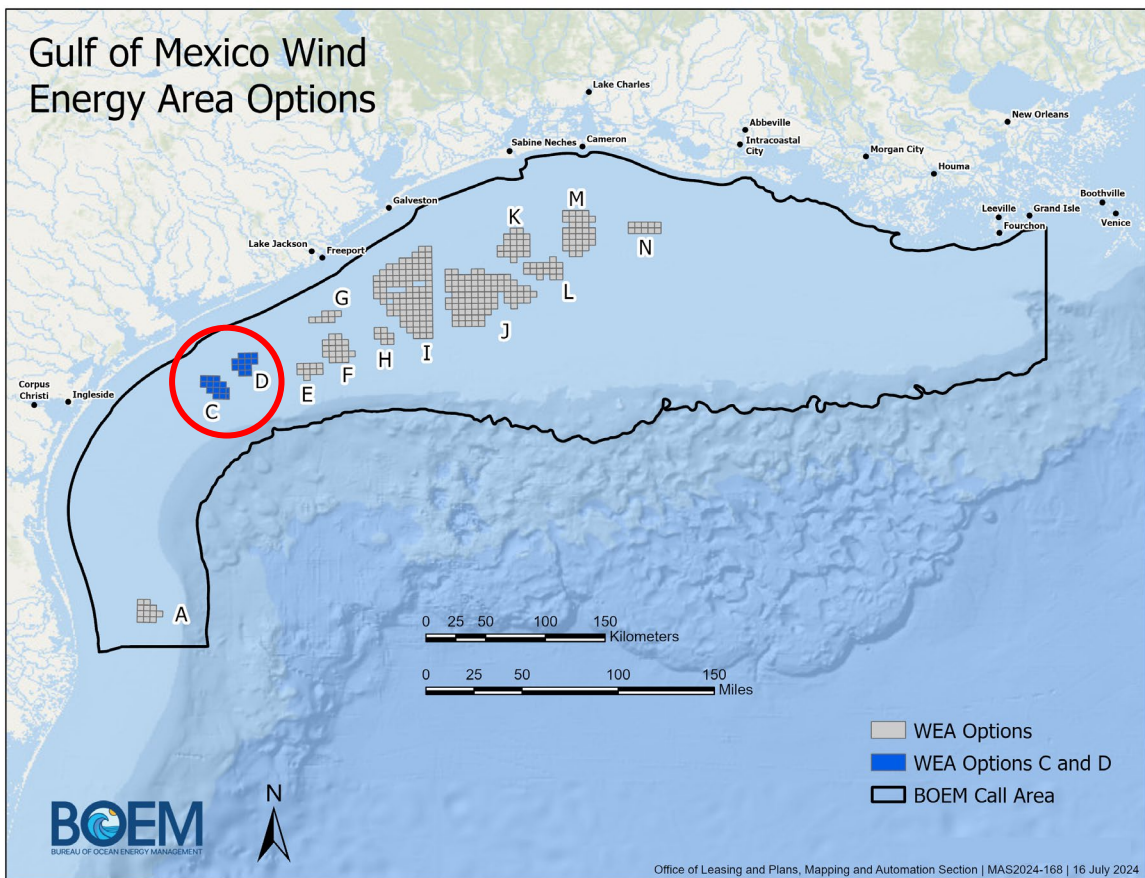 Gulf of Mexico Wind
Energy Area Options
Lake Charles
New Orleans
Abbeville
Intracoastal
City
Sabine Neches
Cameron
Morgan City
Houma
Boothville
Galveston
Leeville
Grand Isle
Venice
Fourchon
M
K
N
Lake Jackson
Freeport
L
G
J
H
I
F
E
D
C
Corpus
Christi
Ingleside
A
0 25 50 100 150
Kilometers
0 25 50 100 150
Miles
WEA Options
WEA Options C and D
BOEM Call Area
N
BOEM
BUREAU OF OCEAN ENERGY MANAGEMENT
Office of Leasing and Plans, Mapping and Automation Section | MAS2024-168 | 16 July 2024